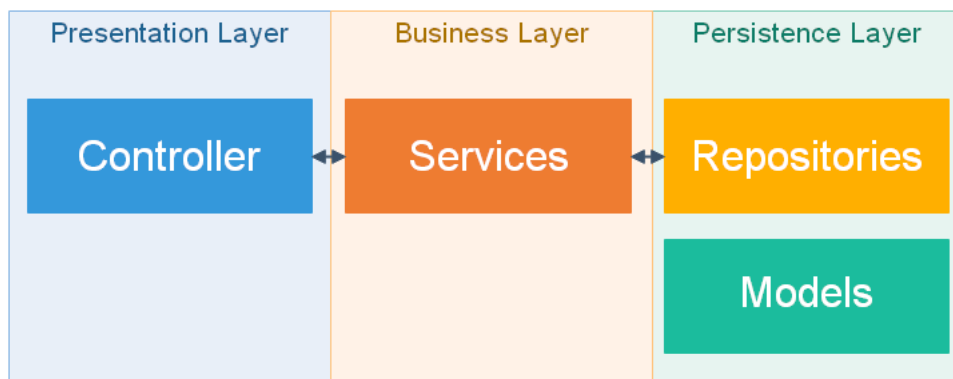 Presentation Layer
Business Layer
Persistence Layer
Controller
Services
Repositories
Models